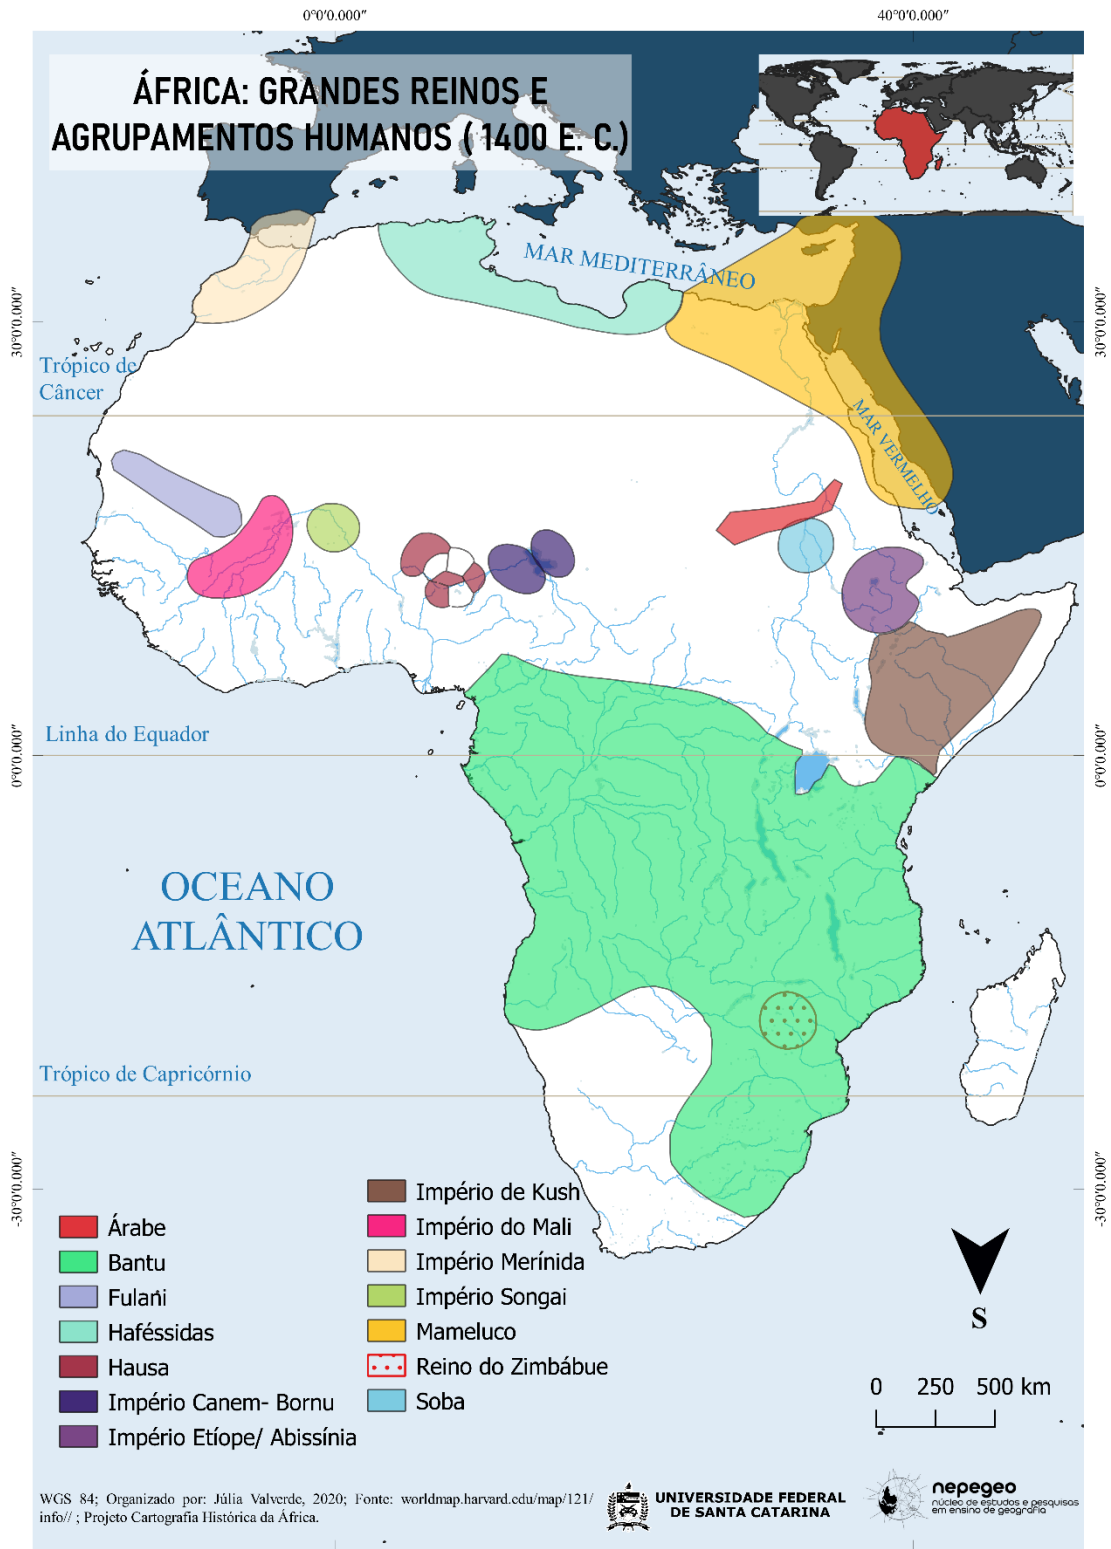 0°0'0.000"
40°0'0.000"
ÁFRICA: GRANDES REINOS E
AGRUPAMENTOS HUMANOS ( 1400 E. C.)
MAR MEDITERRÂNEO
30°0'0.000"
30°0'0.000"
Trópico de
Câncer
MAR VERMELHO
Linha do Equador
0°0'0.000"
0°0'0.000"
OCEANO
ATLÂNTICO
Trópico de Capricórnio
-30°0'0.000"
-30°0'0.000"
Árabe
Bantu
Fulani
Haféssidas
Hausa
Império Canem- Bornu
Império Etíope/ Abissínia
Império de Kush
Império do Mali
Império Merínida
Império Songai
Mameluco
Reino do Zimbábue
Soba
S
0 250 500 km
WGS 84; Organizado por: Júlia Valverde, 2020; Fonte: worldmap.harvard.edu/map/121/
info// ; Projeto Cartografia Histórica da África.
UNIVERSIDADE FEDERAL
DE SANTA CATARINA
nepegeo
núcleo de estudos e pesquisas
em ensino de geografia